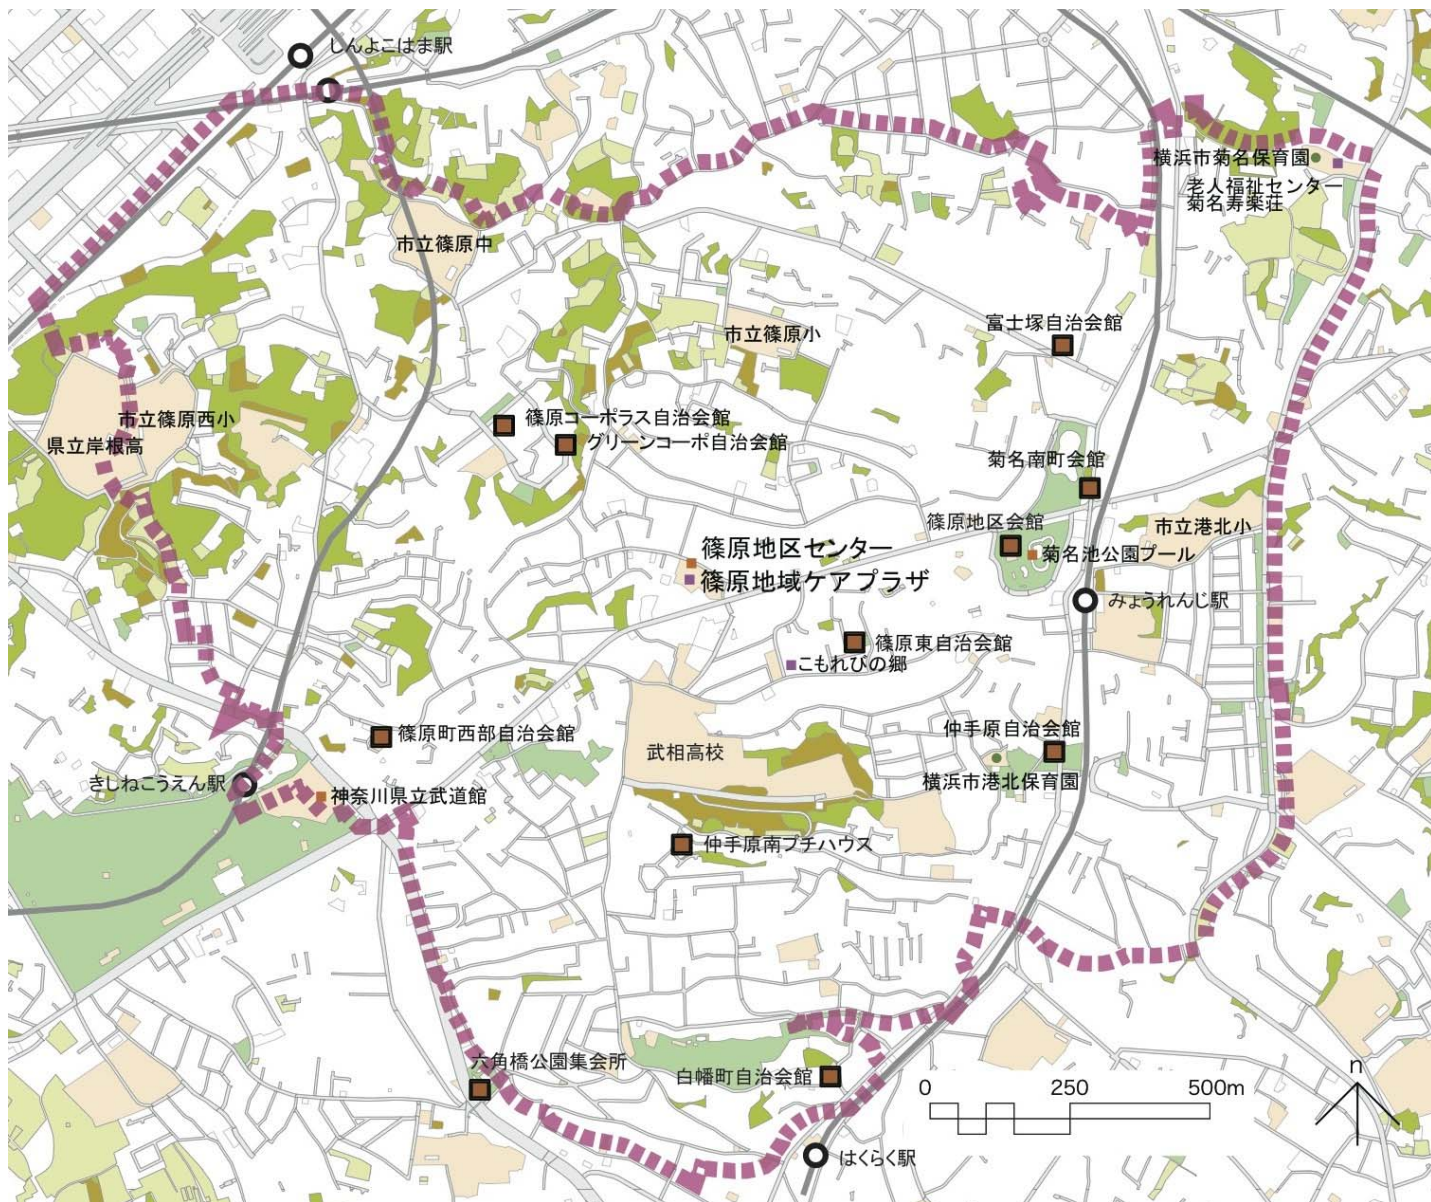 しんよこはま駅
横浜市菊名保育園
老人福祉センター
菊名寿楽荘
市立篠原中
富士塚自治会館
市立篠原小
市立篠原西小
県立岸根高
篠原コーポラス自治会館
グリーンコーポ自治会館
菊名南町会館
篠原地区会館
市立港北小
菊名池公園プール
篠原地区センター
篠原地域ケアプラザ
みょうれんじ駅
篠原東自治会館
こもれびの郷
篠原町西部自治会館
仲手原自治会館
武相高校
横浜市港北保育園
きしねこうえん駅
神奈川県立武道館
仲手原南プチハウス
六角橋公園集会所
白幡町自治会館
はくらく駅
0 250 500m
n